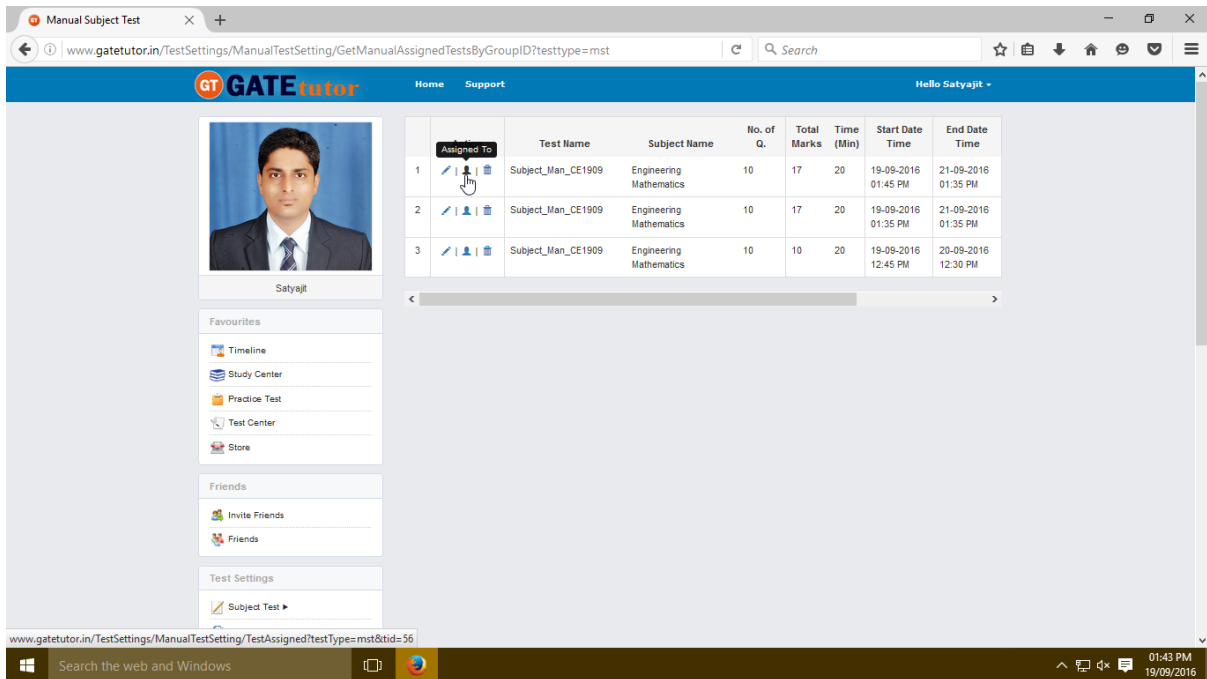 Manual Subject Test
www.gatetutor.in/TestSettings/ManualTestSetting/GetManualAssignedTestsByGroupID?testtype=mst
Search
GT GATEtutor
Home Support
Hello Satyajit
Satyajit
Favourites
Timeline
Study Center
Practice Test
Test Center
Store
Friends
Invite Friends
Friends
Test Settings
Subject Test
Assigned To
Test Name Subject Name No. of Q. Total Marks Time (Min) Start Date Time End Date Time
1 | | Subject_Man_CE1909 Engineering Mathematics 10 17 20 19-09-2016 01:45 PM 21-09-2016 01:35 PM
2 | | Subject_Man_CE1909 Engineering Mathematics 10 17 20 19-09-2016 01:35 PM 21-09-2016 01:35 PM
3 | | Subject_Man_CE1909 Engineering Mathematics 10 10 20 19-09-2016 12:45 PM 20-09-2016 12:30 PM
www.gatetutor.in/TestSettings/ManualTestSetting/TestAssigned?testType=mst&tid=56
Search the web and Windows
01:43 PM
19/09/2016